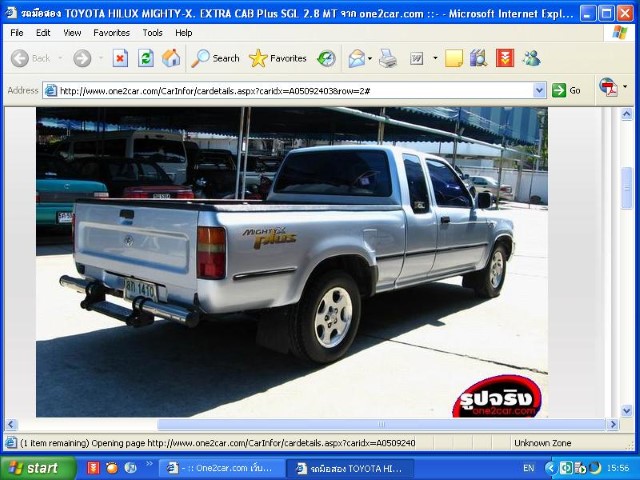 รถมือสอง TOYOTA HILUX MIGHTY-X. EXTRA CAB Plus SGL 2.8 MT จาก one2car.com ::- - Microsoft Internet Expl...
File Edit View Favorites Tools Help
Back Search Favorites
Address http://www.one2car.com/CarInfor/cardetails.aspx?caridx=A0509240&row=2# Go
MIGHTY-X
PLUS
1410
รูปจริง
one2car.com
(1 item remaining) Opening page http://www.one2car.com/CarInfor/cardetails.aspx?caridx=A0509240 Unknown Zone
start - :: One2car.com เว็บ... รถมือสอง TOYOTA HI... EN 15:56